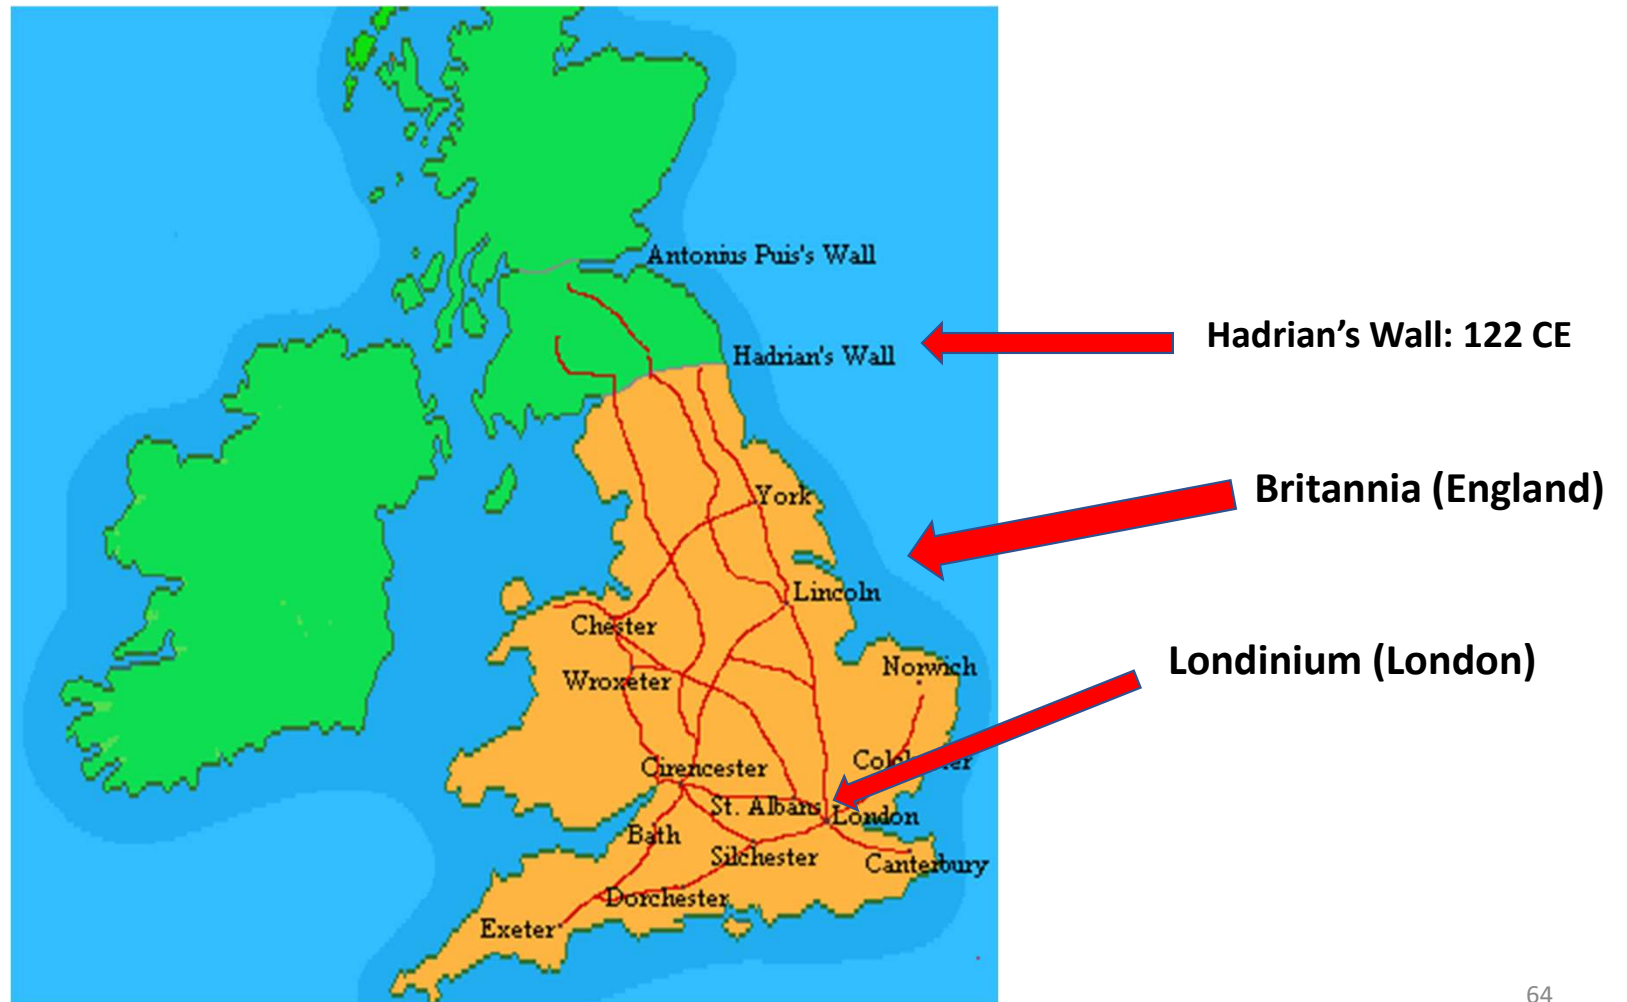 Antonius Puis's Wall
Hadrian's Wall: 122 CE
Hadrian's Wall
Britannia (England)
York
Lincoln
Chester
Londinium (London)
Norwich
Wroxeter
Colchester
Cirencester
St. Albans
London
Bath
Silchester
Canterbury
Dorchester
Exeter
64